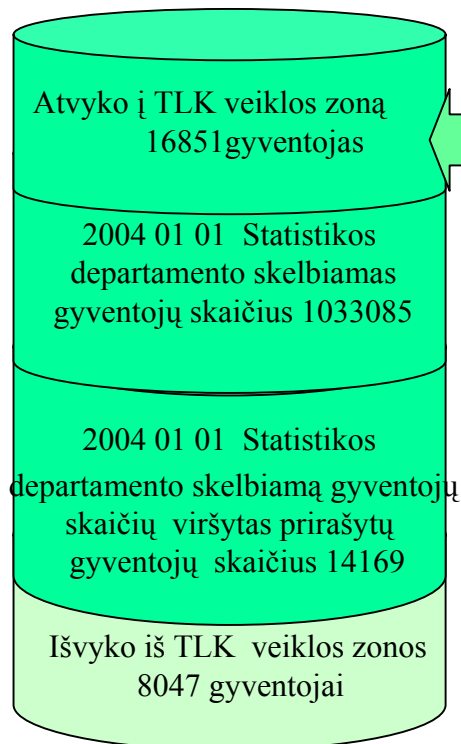 Atvyko į TLK veiklos zoną
16851gyventojas
2004 01 01 Statistikos
departamento skelbiamas
gyventojų skaičius 1033085
2004 01 01 Statistikos
departamento skelbiamą gyventojų
skaičių viršytas prirašytų
gyventojų skaičius 14169
Išvyko iš TLK veiklos zonos
8047 gyventojai